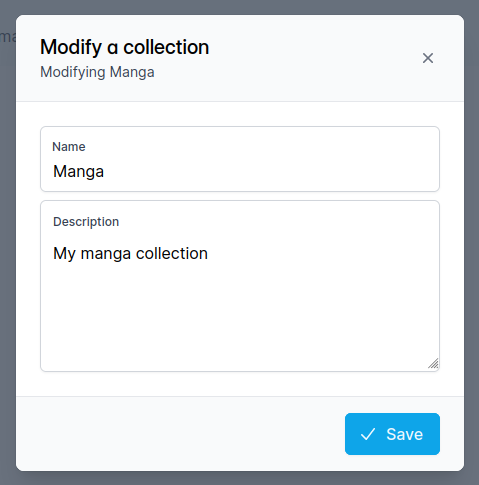 Modify a collection
Modifying Manga
Name
Manga
Description
My manga collection
Save